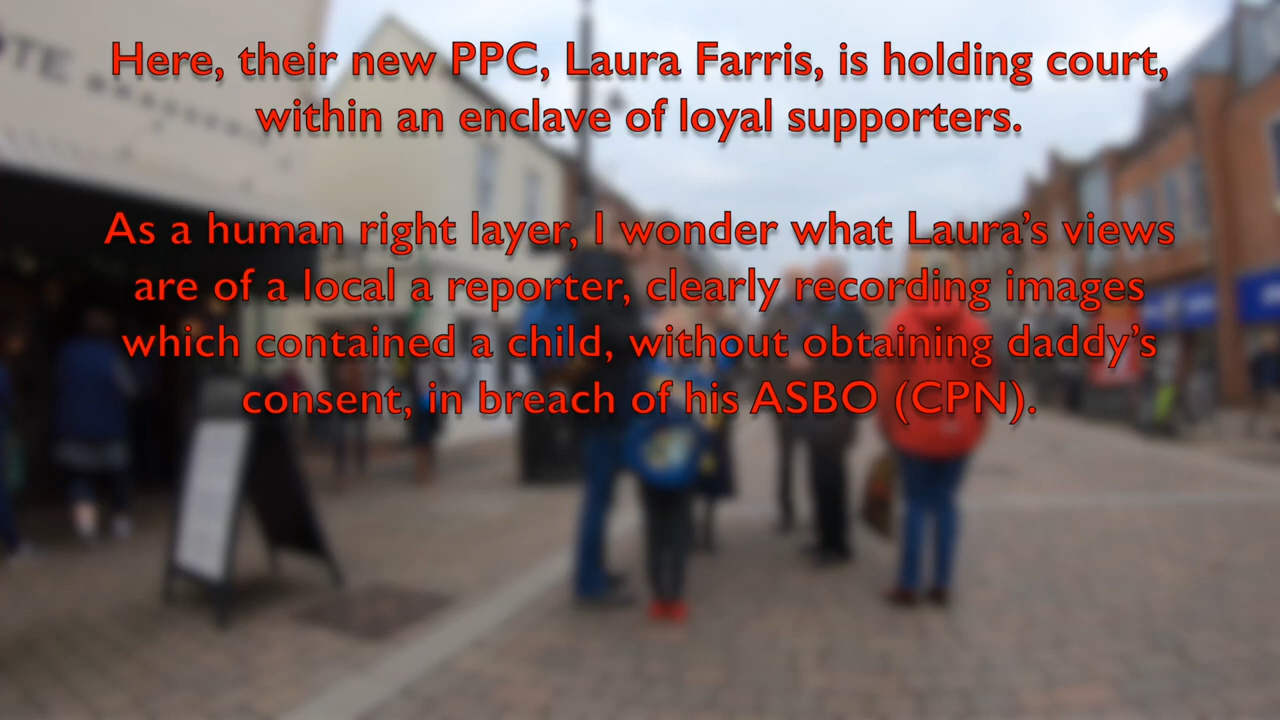 Here, their new PPC, Laura Farris, is holding court,
within an enclave of loyal supporters.
As a human right layer, I wonder what Laura’s views
are of a local a reporter, clearly recording images
which contained a child, without obtaining daddy’s
consent, in breach of his ASBO (CPN).